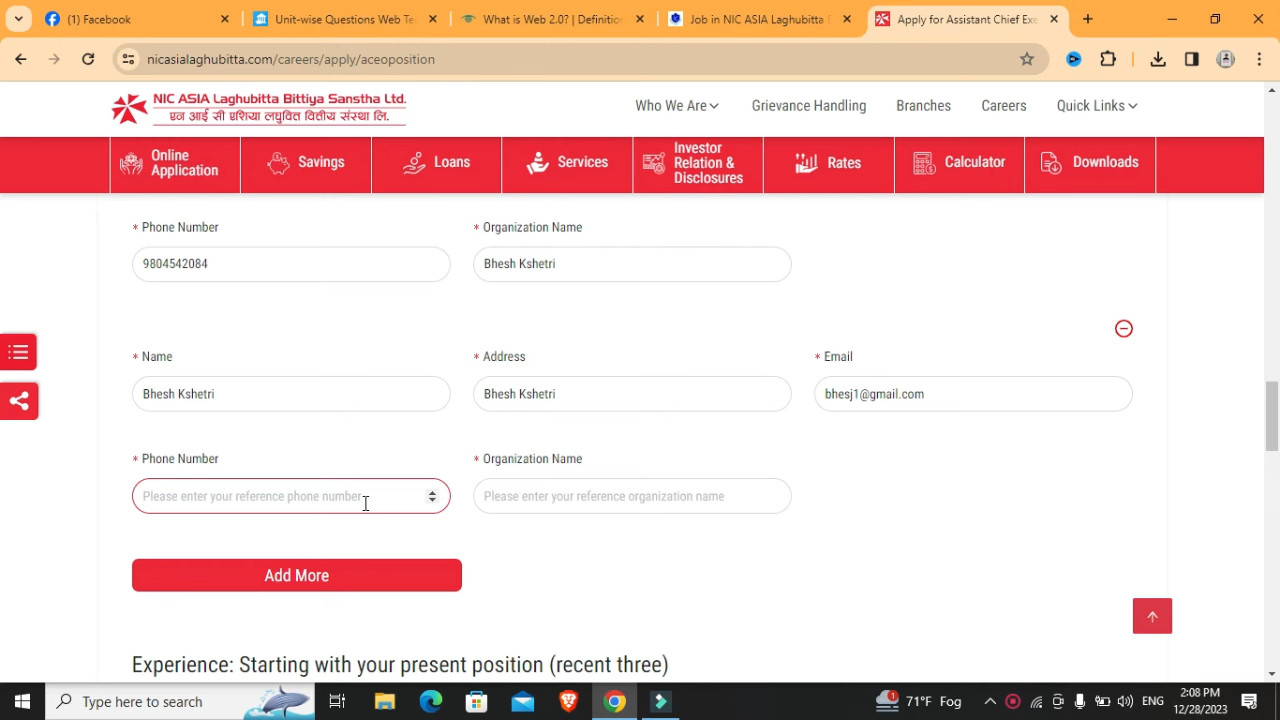 (1) Facebook
Unit-wise Questions Web Te
What is Web 2.0? | Definition
Job in NIC ASIA Laghubitta B
Apply for Assistant Chief Exe
nicasialaghubitta.com/careers/apply/aceoposition
NIC ASIA Laghubitta Bittiya Sanstha Ltd.
एन आई सी एशिया लघुवित्त वित्तीय संस्था लि.
Who We Are
Grievance Handling
Branches
Careers
Quick Links
Online
Application
Savings
Loans
Services
Investor
Relation &
Disclosures
Rates
Calculator
Downloads
* Phone Number
* Organization Name
9804542084
Bhesh Kshetri
* Name
* Address
* Email
Bhesh Kshetri
Bhesh Kshetri
bhesj1@gmail.com
* Phone Number
* Organization Name
Please enter your reference phone number
Please enter your reference organization name
Add More
Experience: Starting with your present position (recent three)
Type here to search
1
71°F Fog
ENG
2:08 PM
12/28/2023